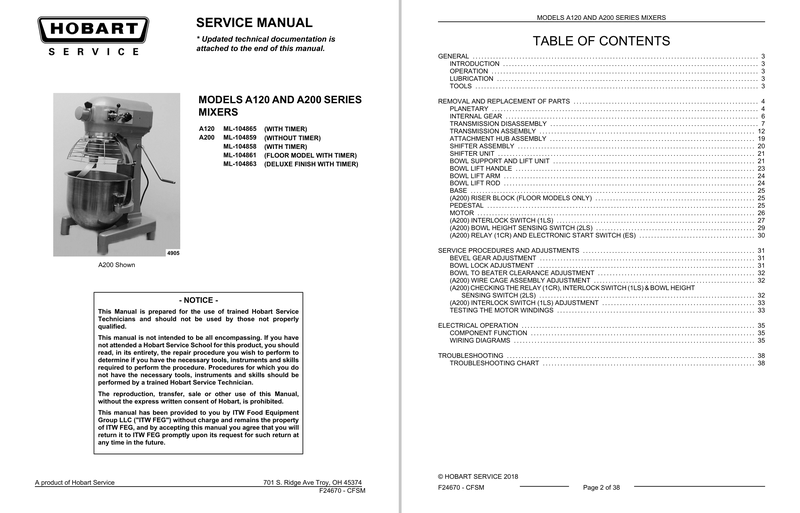 HOBART
SERVICE
SERVICE MANUAL
* Updated technical documentation is
attached to the end of this manual.
MODELS A120 AND A200 SERIES
MIXERS
A120 ML-104865 (WITH TIMER)
A200 ML-104859 (WITHOUT TIMER)
ML-104858 (WITH TIMER)
ML-104861 (FLOOR MODEL WITH TIMER)
ML-104863 (DELUXE FINISH WITH TIMER)
4905
A200 Shown
- NOTICE -
This Manual is prepared for the use of trained Hobart Service
Technicians and should not be used by those not properly
qualified.
This manual is not intended to be all encompassing. If you have
not attended a Hobart Service School for this product, you should
read, in its entirety, the repair procedure you wish to perform to
determine if you have the necessary tools, instruments and skills
required to perform the procedure. Procedures for which you do
not have the necessary tools, instruments and skills should be
performed by a trained Hobart Service Technician.
The reproduction, transfer, sale or other use of this Manual,
without the express written consent of Hobart, is prohibited.
This manual has been provided to you by ITW Food Equipment
Group LLC ("ITW FEG") without charge and remains the property
of ITW FEG, and by accepting this manual you agree that you will
return it to ITW FEG promptly upon its request for such return at
any time in the future.
A product of Hobart Service 701 S. Ridge Ave Troy, OH 45374
F24670 - CFSM
MODELS A120 AND A200 SERIES MIXERS
TABLE OF CONTENTS
GENERAL 3
INTRODUCTION 3
OPERATION 3
LUBRICATION 3
TOOLS 3
REMOVAL AND REPLACEMENT OF PARTS 4
PLANETARY 4
INTERNAL GEAR 6
TRANSMISSION DISASSEMBLY 7
TRANSMISSION ASSEMBLY 12
ATTACHMENT HUB ASSEMBLY 19
SHIFTER ASSEMBLY 20
SHIFTER UNIT 21
BOWL SUPPORT AND LIFT UNIT 21
BOWL LIFT HANDLE 23
BOWL LIFT ARM 24
BOWL LIFT ROD 24
BASE 25
(A200) RISER BLOCK (FLOOR MODELS ONLY) 25
PEDESTAL 25
MOTOR 26
(A200) INTERLOCK SWITCH (1LS) 27
(A200) BOWL HEIGHT SENSING SWITCH (2LS) 29
(A200) RELAY (1CR) AND ELECTRONIC START SWITCH (ES) 30
SERVICE PROCEDURES AND ADJUSTMENTS 31
BEVEL GEAR ADJUSTMENT 31
BOWL LOCK ADJUSTMENT 31
BOWL TO BEATER CLEARANCE ADJUSTMENT 32
(A200) WIRE CAGE ASSEMBLY ADJUSTMENT 32
(A200) CHECKING THE RELAY (1CR), INTERLOCK SWITCH (1LS) & BOWL HEIGHT
SENSING SWITCH (2LS) 32
(A200) INTERLOCK SWITCH (1LS) ADJUSTMENT 33
TESTING THE MOTOR WINDINGS 33
ELECTRICAL OPERATION 35
COMPONENT FUNCTION 35
WIRING DIAGRAMS 35
TROUBLESHOOTING 38
TROUBLESHOOTING CHART 38
© HOBART SERVICE 2018
F24670 - CFSM Page 2 of 38